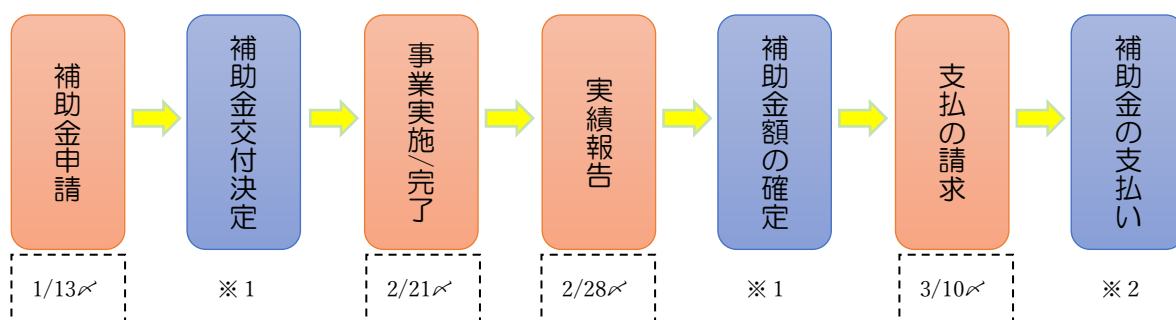 補助金申請
補助金交付決定
事業実施/完了
実績報告
補助金額の確定
支払の請求
補助金の支払い
1/13〆
※1
2/21〆
2/28〆
※1
3/10〆
※2